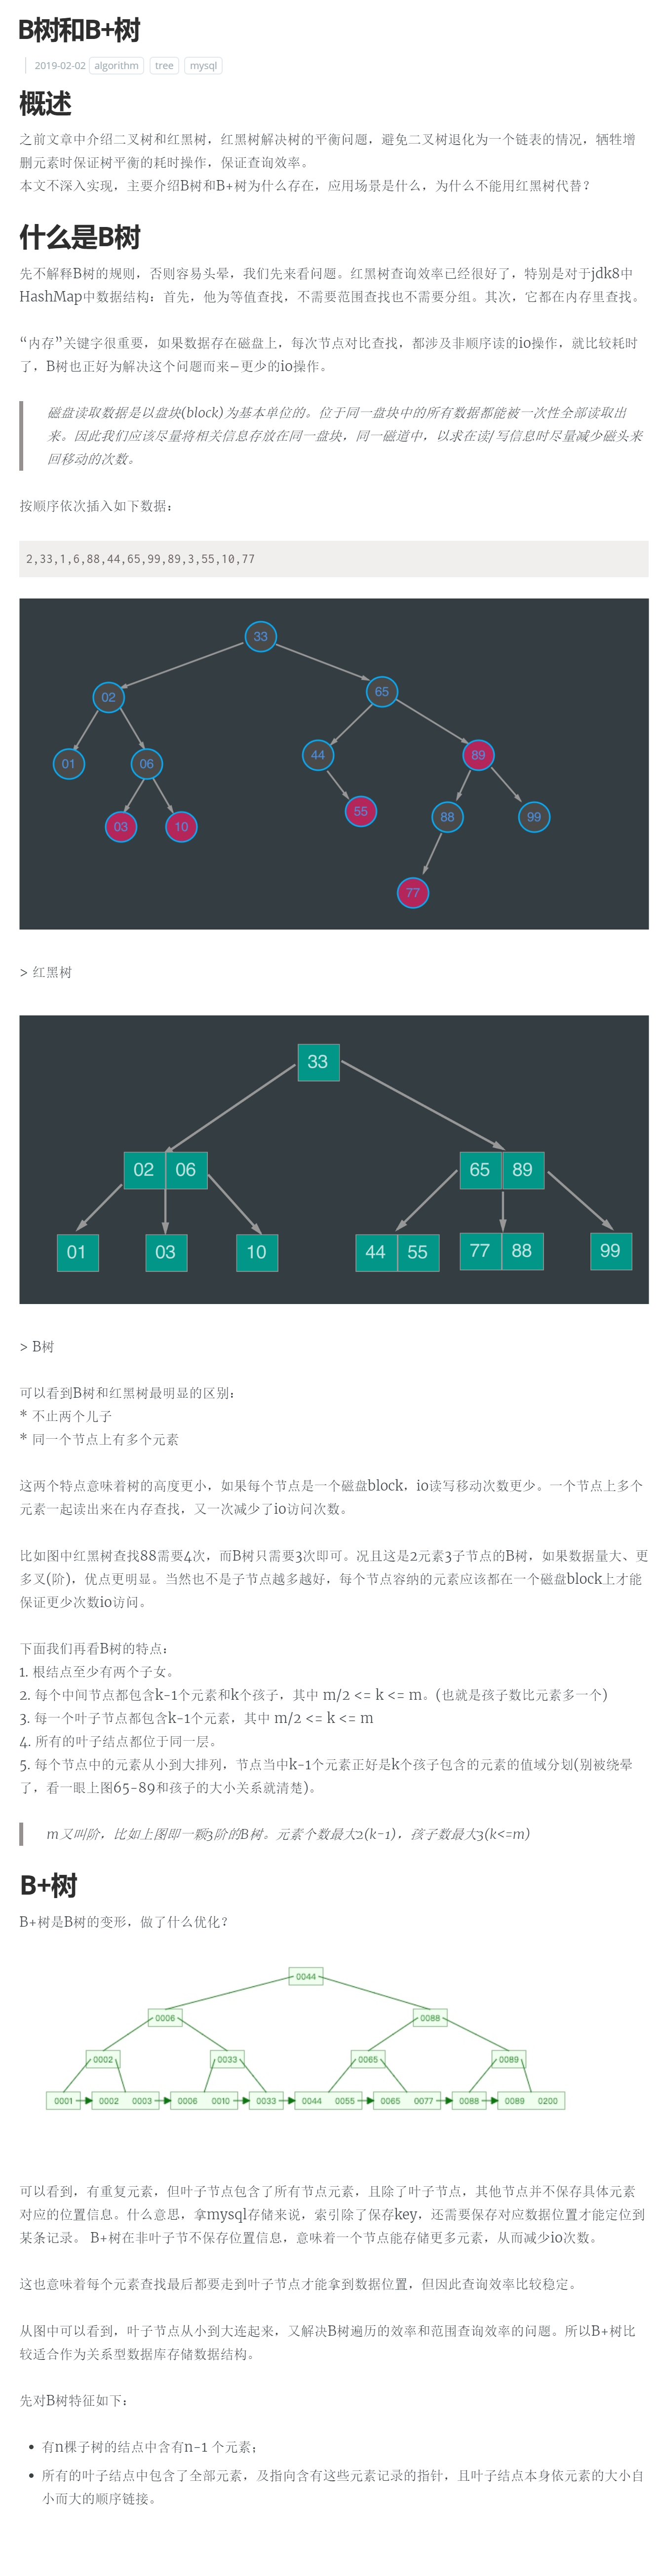 B树和B+树
2019-02-02 algorithm tree mysql
概述
之前文章中介绍二叉树和红黑树，红黑树解决树的平衡问题，避免二叉树退化为一个链表的情况，牺牲增
删元素时保证树平衡的耗时操作，保证查询效率。
本文不深入实现，主要介绍B树和B+树为什么存在，应用场景是什么，为什么不能用红黑树代替？
什么是B树
先不解释B树的规则，否则容易头晕，我们先来看问题。红黑树查询效率已经很好了，特别是对于jdk8中
HashMap中数据结构：首先，他为等值查找，不需要范围查找也不需要分组。其次，它都在内存里查找。
“内存”关键字很重要，如果数据存在磁盘上，每次节点对比查找，都涉及非顺序读的io操作，就比较耗时
了，B树也正好为解决这个问题而来–更少的io操作。
磁盘读取数据是以盘块(block)为基本单位的。位于同一盘块中的所有数据都能被一次性全部读取出
来。因此我们应该尽量将相关信息存放在同一盘块，同一磁道中，以求在读/写信息时尽量减少磁头来
回移动的次数。
按顺序依次插入如下数据：
2,33,1,6,88,44,65,99,89,3,55,10,77
33
02 65
01 06 44 89
03 10 55 88 99
77
> 红黑树
33
02 06 65 89
01 03 10 44 55 77 88 99
> B树
可以看到B树和红黑树最明显的区别：
* 不止两个儿子
* 同一个节点上有多个元素
这两个特点意味着树的高度更小，如果每个节点是一个磁盘block，io读写移动次数更少。一个节点上多个
元素一起读出来在内存查找，又一次减少了io访问次数。
比如图中红黑树查找88需要4次，而B树只需要3次即可。况且这是2元素3子节点的B树，如果数据量大、更
多叉(阶)，优点更明显。当然也不是子节点越多越好，每个节点容纳的元素应该都在一个磁盘block上才能
保证更少次数io访问。
下面我们再看B树的特点：
1. 根结点至少有两个子女。
2. 每个中间节点都包含k-1个元素和k个孩子，其中 m/2 <= k <= m。(也就是孩子数比元素多一个)
3. 每一个叶子节点都包含k-1个元素，其中 m/2 <= k <= m
4. 所有的叶子结点都位于同一层。
5. 每个节点中的元素从小到大排列，节点当中k-1个元素正好是k个孩子包含的元素的值域分划(别被绕晕
了，看一眼上图65-89和孩子的大小关系就清楚)。
m又叫阶，比如上图即一颗3阶的B树。元素个数最大2(k-1)，孩子数最大3(k<=m)
B+树
B+树是B树的变形，做了什么优化？
0044
0006 0088
0002 0033 0065 0089
0001 0002 0003 0006 0010 0033 0044 0055 0065 0077 0088 0089 0200
可以看到，有重复元素，但叶子节点包含了所有节点元素，且除了叶子节点，其他节点并不保存具体元素
对应的位置信息。什么意思，拿mysql存储来说，索引除了保存key，还需要保存对应数据位置才能定位到
某条记录。 B+树在非叶子节不保存位置信息，意味着一个节点能存储更多元素，从而减少io次数。
这也意味着每个元素查找最后都要走到叶子节点才能拿到数据位置，但因此查询效率比较稳定。
从图中可以看到，叶子节点从小到大连起来，又解决B树遍历的效率和范围查询效率的问题。所以B+树比
较适合作为关系型数据库存储数据结构。
先对B树特征如下：
• 有n棵子树的结点中含有n-1 个元素；
• 所有的叶子结点中包含了全部元素，及指向含有这些元素记录的指针，且叶子结点本身依元素的大小自
小而大的顺序链接。